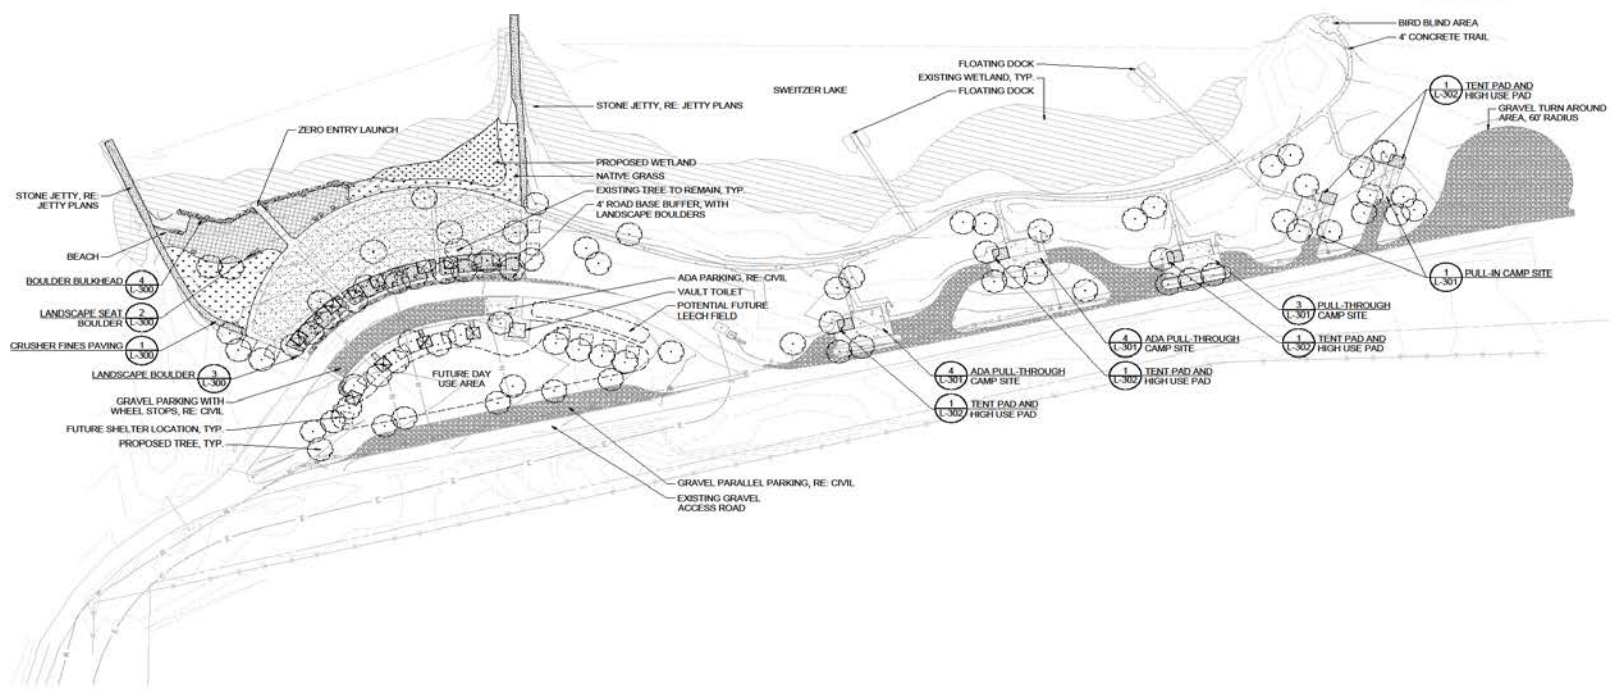 BIRD BLIND AREA
4' CONCRETE TRAIL
FLOATING DOCK
EXISTING WETLAND, TYP.
FLOATING DOCK
SWEITZER LAKE
1
L-302
TENT PAD AND
HIGH USE PAD
GRAVEL TURN AROUND
AREA, 60' RADIUS
STONE JETTY, RE: JETTY PLANS
ZERO ENTRY LAUNCH
PROPOSED WETLAND
NATIVE GRASS
EXISTING TREE TO REMAIN, TYP.
4' ROAD BASE BUFFER, WITH
LANDSCAPE BOULDERS
STONE JETTY, RE:
JETTY PLANS
BEACH
BOULDER BULKHEAD
4
L-300
LANDSCAPE SEAT
BOULDER
2
L-300
CRUSHER FINES PAVING
1
L-300
LANDSCAPE BOULDER
3
L-300
GRAVEL PARKING WITH
WHEEL STOPS, RE: CIVIL
FUTURE SHELTER LOCATION, TYP.
PROPOSED TREE, TYP.
ADA PARKING, RE: CIVIL
VAULT TOILET
POTENTIAL FUTURE
LEECH FIELD
FUTURE DAY
USE AREA
GRAVEL PARALLEL PARKING, RE: CIVIL
EXISTING GRAVEL
ACCESS ROAD
1
L-301
PULL-IN CAMP SITE
3
L-301
PULL-THROUGH
CAMP SITE
1
L-302
TENT PAD AND
HIGH USE PAD
4
L-301
ADA PULL-THROUGH
CAMP SITE
1
L-302
TENT PAD AND
HIGH USE PAD
4
L-301
ADA PULL-THROUGH
CAMP SITE
1
L-302
TENT PAD AND
HIGH USE PAD